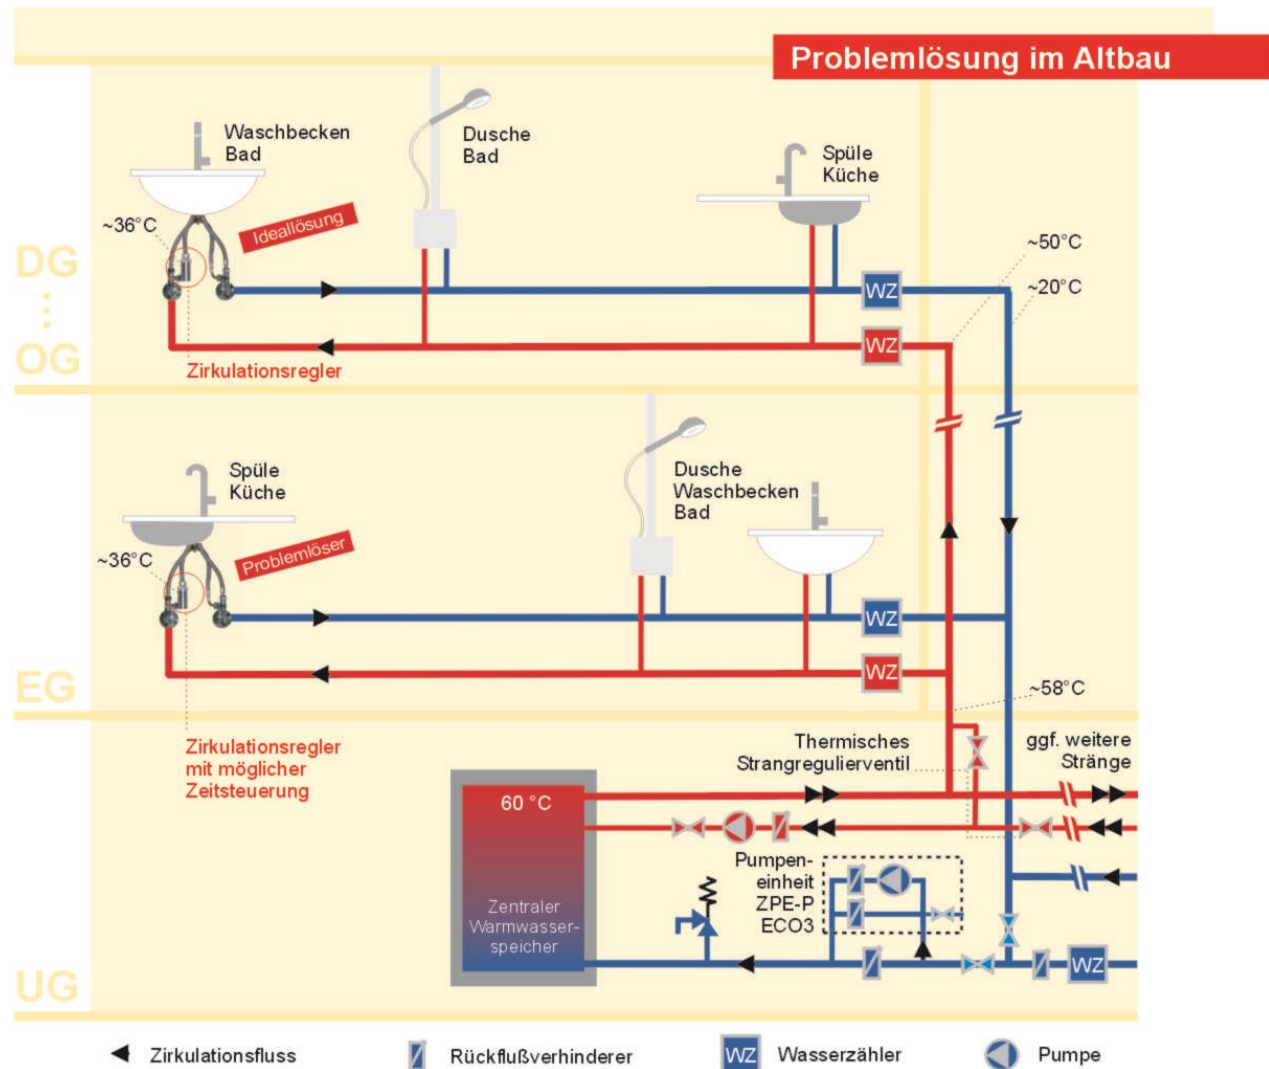 Problemlösung im Altbau
Waschbecken
Bad
Dusche
Bad
Spüle
Küche
~36°C
Ideallösung
~50°C
~20°C
DG
OG
WZ
WZ
Zirkulationsregler
Spüle
Küche
Dusche
Waschbecken
Bad
~36°C
Problemlöser
WZ
WZ
EG
~58°C
Zirkulationsregler
mit möglicher
Zeitsteuerung
Thermisches
Strangregulierventil
ggf. weitere
Stränge
60 °C
Zentraler
Warmwasser-
speicher
Pumpen-
einheit
ZPE-P
ECO3
WZ
UG
Zirkulationsfluss
Rückflußverhinderer
WZ
Wasserzähler
Pumpe